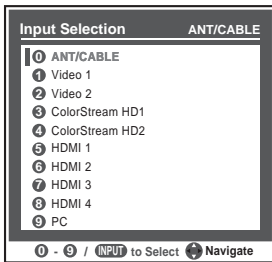 Input Selection ANT/CABLE
0 ANT/CABLE
1 Video 1
2 Video 2
3 ColorStream HD1
4 ColorStream HD2
5 HDMI 1
6 HDMI 2
7 HDMI 3
8 HDMI 4
9 PC
0 - 9 / INPUT to Select Navigate